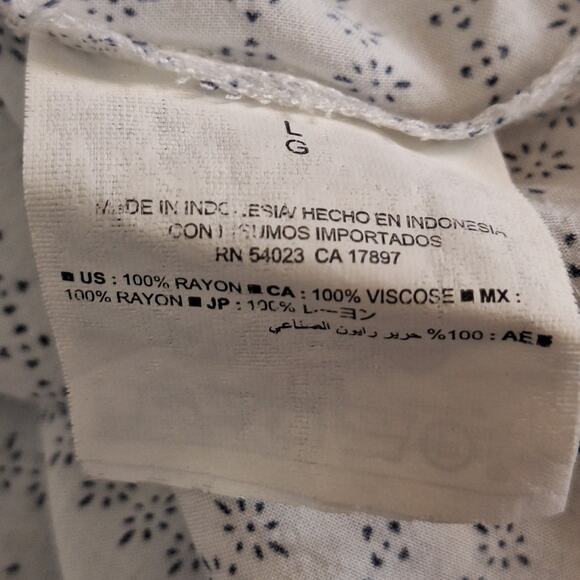 L
G
MADE IN INDONESIA/ HECHO EN INDONESIA
CON INSUMOS IMPORTADOS
RN 54023 CA 17897
■ US : 100% RAYON ■ CA : 100% VISCOSE ■ MX :
100% RAYON ■ JP : 100% レーヨン
■ AE : 100% حرير رايون الصناعي